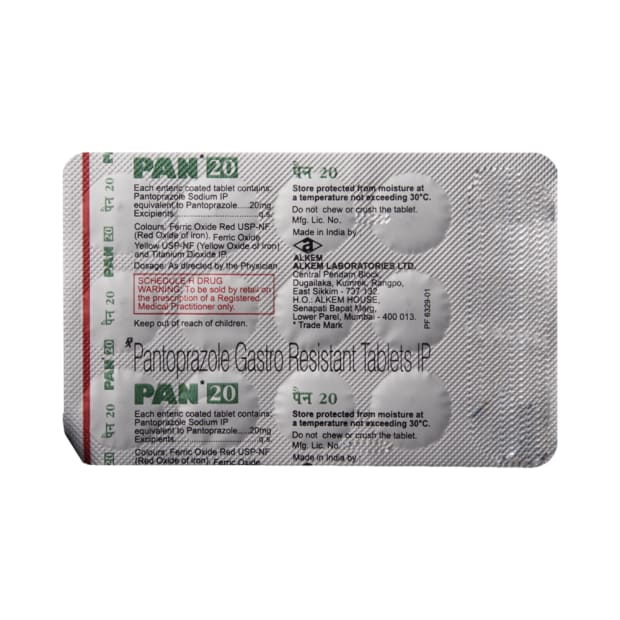 PAN 20
Each enteric coated tablet contains:
Pantoprazole Sodium IP
equivalent to Pantoprazole.....20mg
Excipients...............................q.s.
Colours: Ferric Oxide Red USP-NF
(Red Oxide of iron), Ferric Oxide
Yellow USP-NF (Yellow Oxide of iron)
and Titanium Dioxide IP.
Dosage: As directed by the Physician.
SCHEDULE H DRUG
WARNING: To be sold by retail on
the prescription of a Registered
Medical Practitioner only.
Keep out of reach of children.
पॅन 20
Store protected from moisture at
a temperature not exceeding 30°C.
Do not chew or crush the tablet.
Mfg. Lic. No.
Made in India by
a
ALKEM
ALKEM LABORATORIES LTD.
Central Pendam Block,
Dugailaka, Kumrek, Rangpo,
East Sikkim - 737 132
H.O.: ALKEM HOUSE,
Senapati Bapat Marg,
Lower Parel, Mumbai - 400 013.
* Trade Mark
PF 6329-01
Rx Pantoprazole Gastro Resistant Tablets IP
PAN 20
Each enteric coated tablet contains:
Pantoprazole Sodium IP
equivalent to Pantoprazole.....20mg
Excipients...............................q.s.
Colours: Ferric Oxide Red USP-NF
(Red Oxide of iron), Ferric Oxide
पॅन 20
Store protected from moisture at
a temperature not exceeding 30°C.
Do not chew or crush the tablet.
Mfg. Lic. No.
Made in India by
20 पॅन 20 PAN 20 पॅन 20 PAN 20 पॅन 20 P